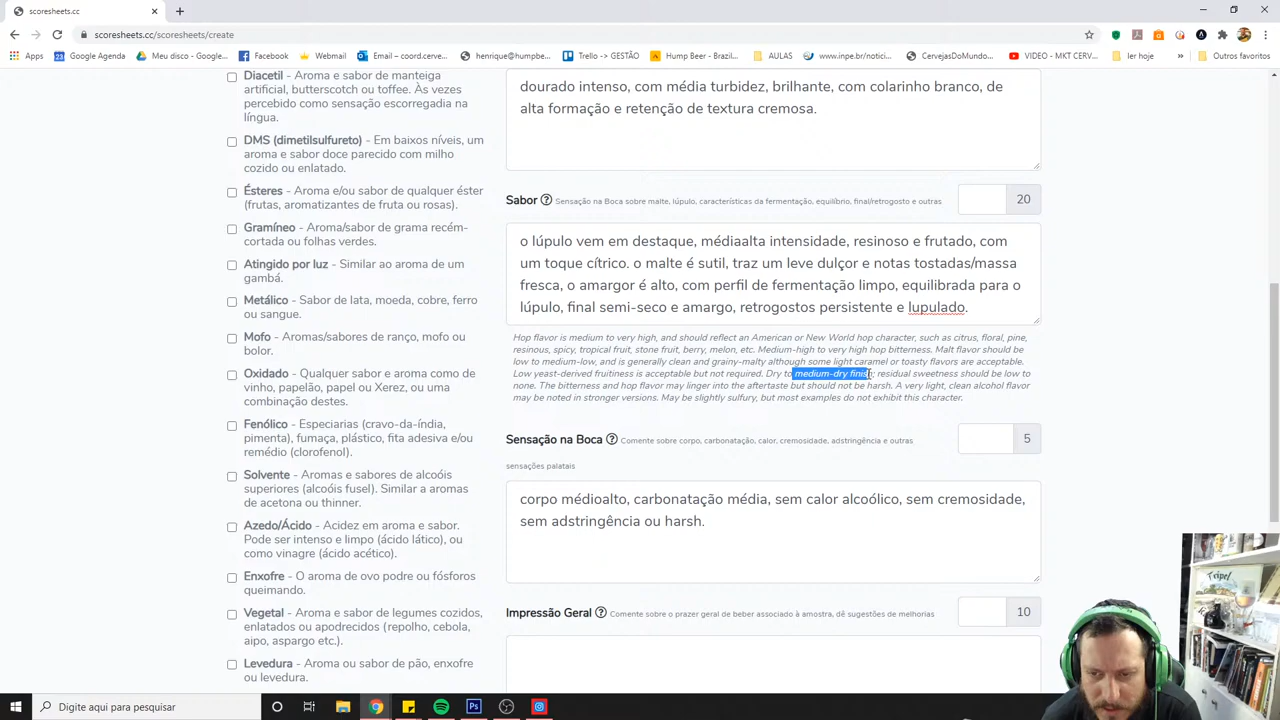 scoresheets.cc
scoresheets.cc/scoresheets/create
Apps
Google Agenda
Meu disco - Google...
Facebook
Webmail
Email – coord.cerve...
henrique@humpbe...
Trello -> GESTÃO
Hump Beer - Brazil...
AULAS
www.inpe.br/notici...
CervejasDoMundo...
VIDEO - MKT CERV...
ler hoje
Outros favoritos
Diacetil - Aroma e sabor de manteiga
artificial, butterscotch ou toffee. Às vezes
percebido como sensação escorregadia na
língua.
DMS (dimetilsulfureto) - Em baixos níveis, um
aroma e sabor doce parecido com milho
cozido ou enlatado.
Ésteres - Aroma e/ou sabor de qualquer éster
(frutas, aromatizantes de fruta ou rosas).
Gramíneo - Aroma/sabor de grama recém-
cortada ou folhas verdes.
Atingido por luz - Similar ao aroma de um
gambá.
Metálico - Sabor de lata, moeda, cobre, ferro
ou sangue.
Mofo - Aromas/sabores de ranço, mofo ou
bolor.
Oxidado - Qualquer sabor e aroma como de
vinho, papelão, papel ou Xerez, ou uma
combinação destes.
Fenólico - Especiarias (cravo-da-índia,
pimenta), fumaça, plástico, fita adesiva e/ou
remédio (clorofenol).
Solvente - Aromas e sabores de alcoóis
superiores (alcoóis fusel). Similar a aromas
de acetona ou thinner.
Azedo/Ácido - Acidez em aroma e sabor.
Pode ser intenso e limpo (ácido lático), ou
como vinagre (ácido acético).
Enxofre - O aroma de ovo podre ou fósforos
queimando.
Vegetal - Aroma e sabor de legumes cozidos,
enlatados ou apodrecidos (repolho, cebola,
aipo, aspargo etc.).
Levedura - Aroma ou sabor de pão, enxofre
ou levedura.
dourado intenso, com média turbidez, brilhante, com colarinho branco, de
alta formação e retenção de textura cremosa.
Sabor ? Sensação na Boca sobre malte, lúpulo, características da fermentação, equilíbrio, final/retrogosto e outras 20
o lúpulo vem em destaque, médiaalta intensidade, resinoso e frutado, com
um toque cítrico. o malte é sutil, traz um leve dulçor e notas tostadas/massa
fresca, o amargor é alto, com perfil de fermentação limpo, equilibrada para o
lúpulo, final semi-seco e amargo, retrogostos persistente e lupulado.
Hop flavor is medium to very high, and should reflect an American or New World hop character, such as citrus, floral, pine,
resinous, spicy, tropical fruit, stone fruit, berry, melon, etc. Medium-high to very high hop bitterness. Malt flavor should be
low to medium-low, and is generally clean and grainy-malty although some light caramel or toasty flavors are acceptable.
Low yeast-derived fruitiness is acceptable but not required. Dry to medium-dry finish; residual sweetness should be low to
none. The bitterness and hop flavor may linger into the aftertaste but should not be harsh. A very light, clean alcohol flavor
may be noted in stronger versions. May be slightly sulfury, but most examples do not exhibit this character.
Sensação na Boca ? Comente sobre corpo, carbonatação, calor, cremosidade, adstringência e outras 5
sensações palatais
corpo médioalto, carbonatação média, sem calor alcoólico, sem cremosidade,
sem adstringência ou harsh.
Impressão Geral ? Comente sobre o prazer geral de beber associado à amostra, dê sugestões de melhorias 10
Tripel
Digite aqui para pesquisar